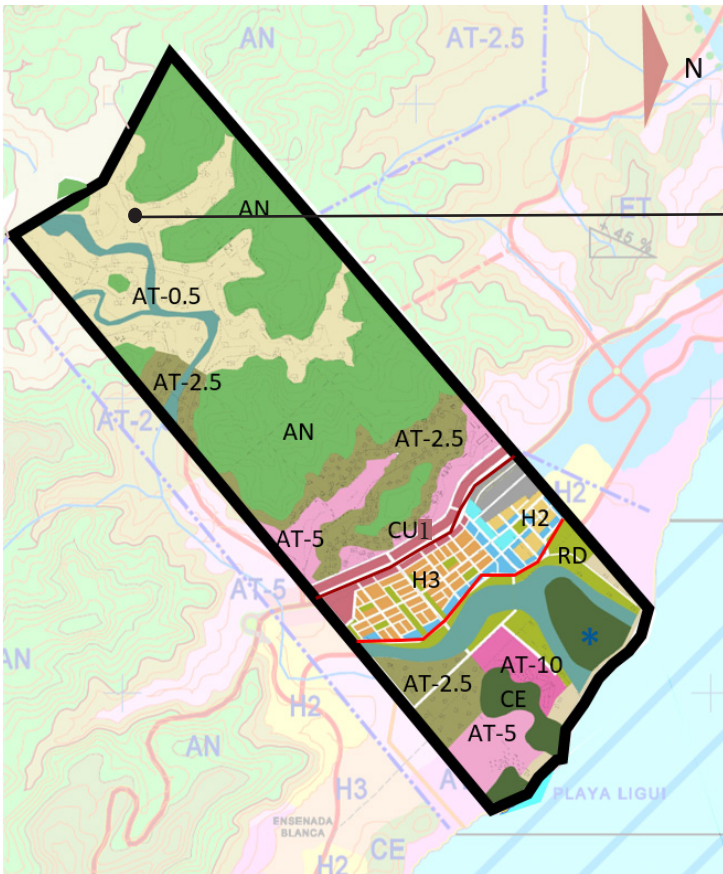 AN
AT-2.5
N
ET
+ 45 %
AN
AT-0.5
AT-2.5
AT-2.5
AN
AT-5
CU1
H2
H2
RD
H3
AT-5
AT-10
AT-2.5
CE
AT-5
*
AN
H2
AN
H3
ENSENADA
BLANCA
PLAYA LIGUI
H2
CE